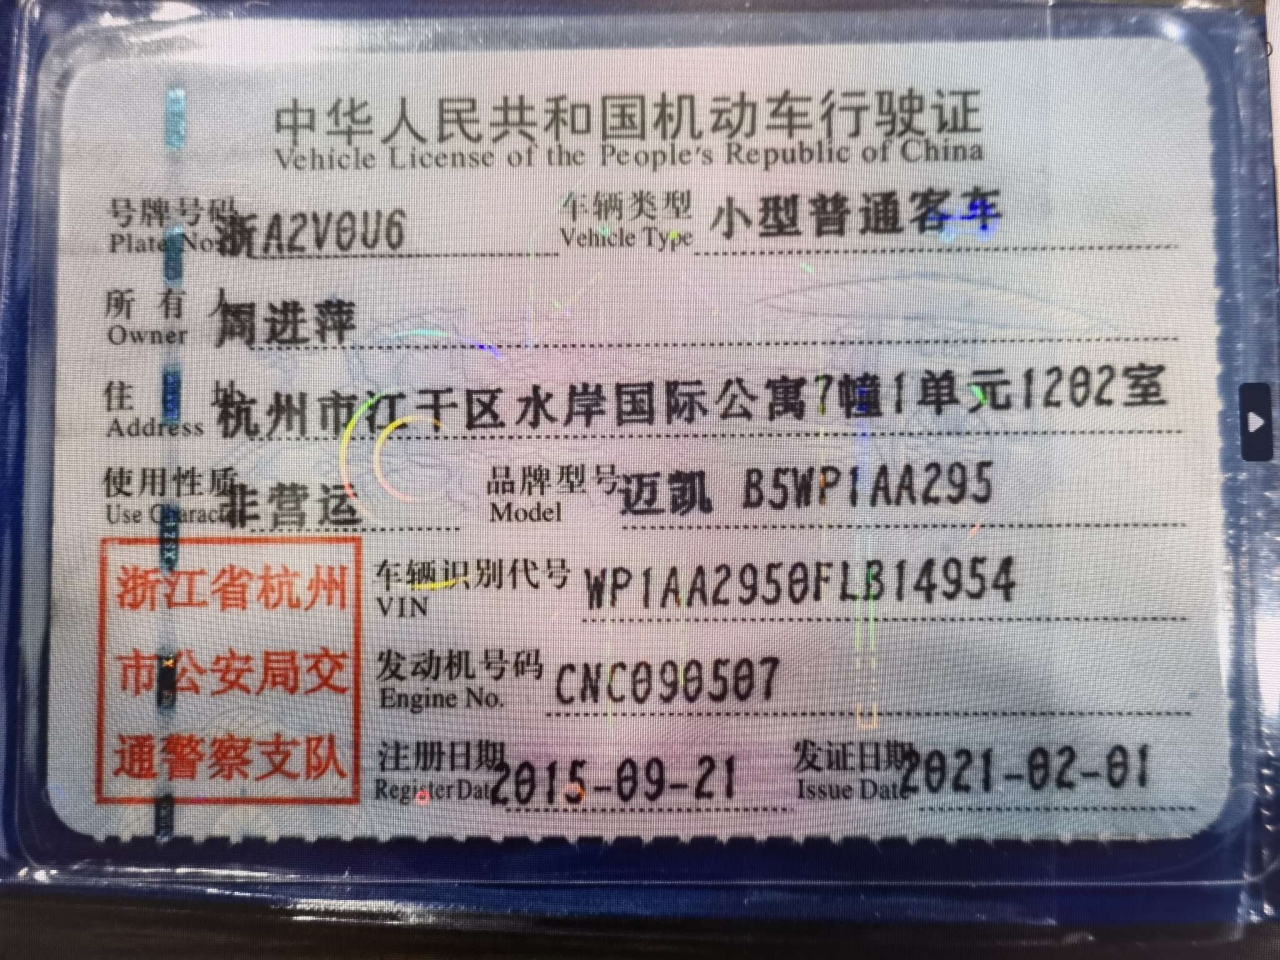 中华人民共和国机动车行驶证
Vehicle License of the People's Republic of China
号牌号码 浙A2V0U6 车辆类型 小型普通客车
Plate No. Vehicle Type
所有人 周进萍
Owner
住址 杭州市江干区水岸国际公寓7幢1单元1202室
Address
使用性质 非营运 品牌型号 迈凯 B5WP1AA295
Use Charact Model
车辆识别代号 WP1AA2950FLB14954
VIN
发动机号码 CNC090507
Engine No.
注册日期 2015-09-21 发证日期 2021-02-01
Register Dat Issue Dat
浙江省杭州
市公安局交
通警察支队